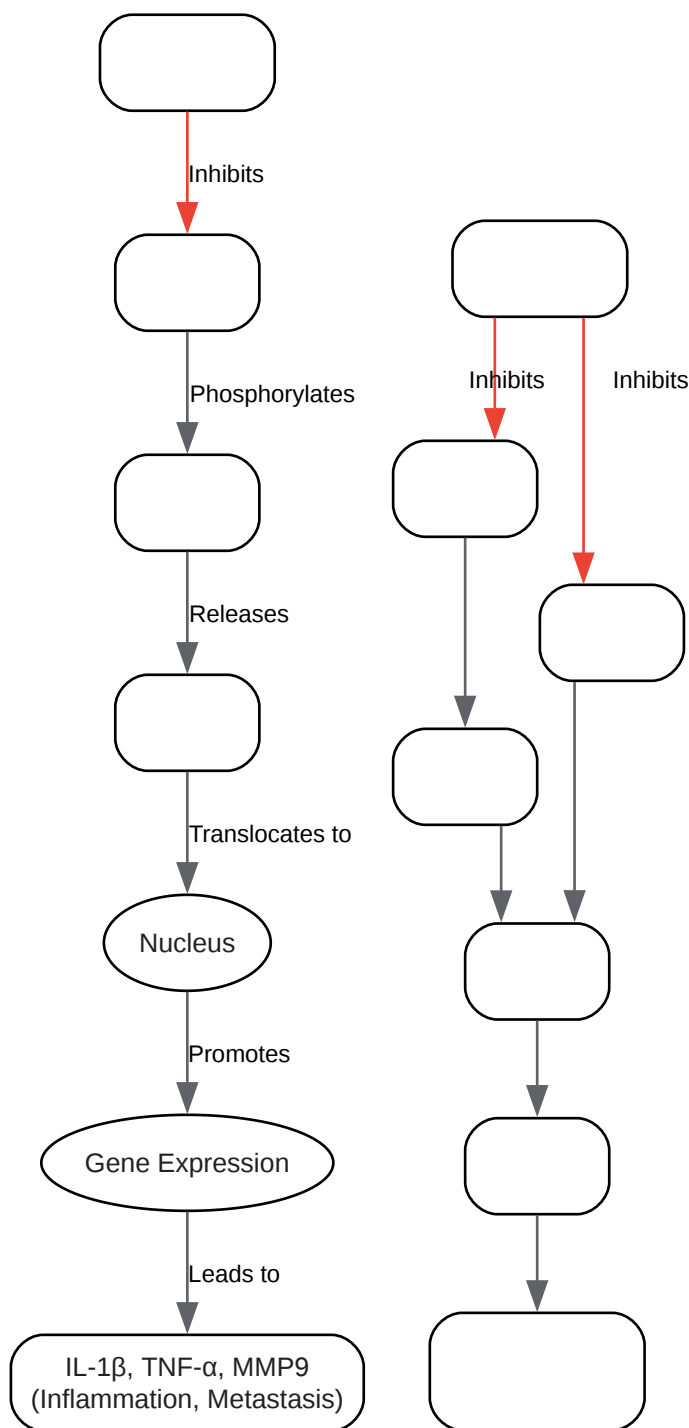 Inhibits
Inhibits
Inhibits
Phosphorylates
Releases
Translocates to
Nucleus
Promotes
Gene Expression
Leads to
IL-1β, TNF-α, MMP9
(Inflammation, Metastasis)